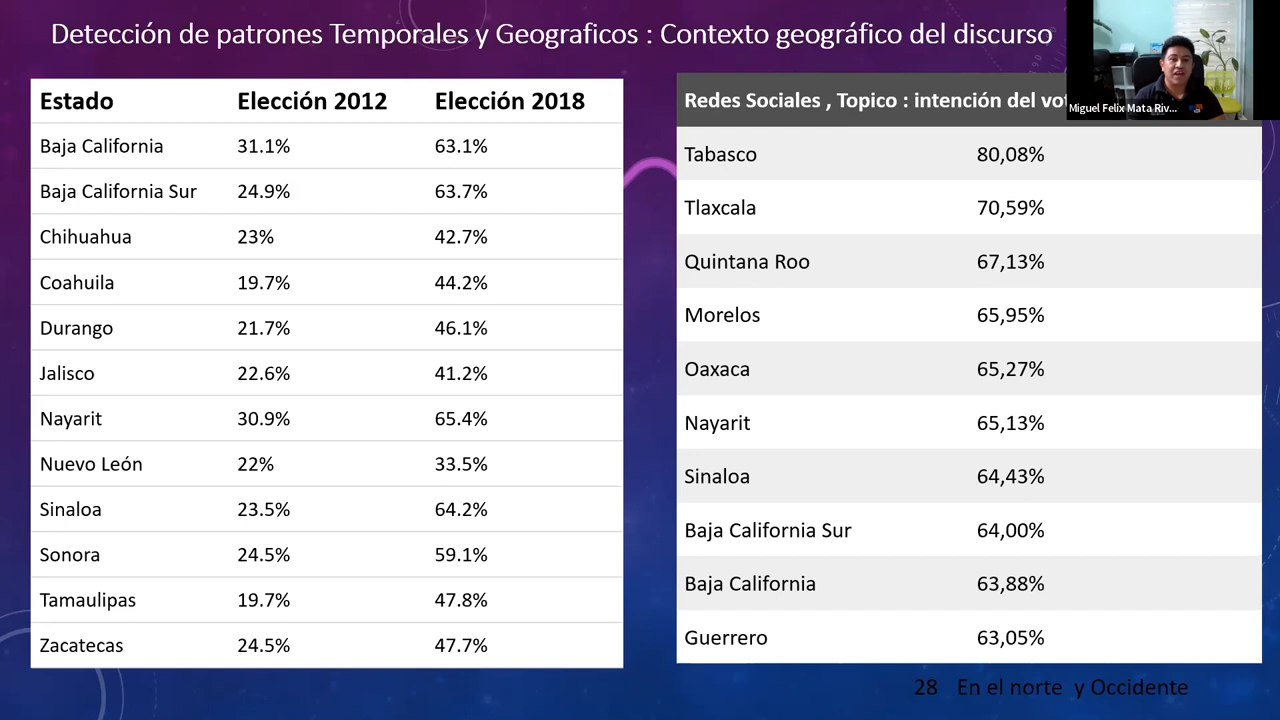 Detección de patrones Temporales y Geograficos : Contexto geográfico del discurso
Estado Elección 2012 Elección 2018
Baja California 31.1% 63.1%
Baja California Sur 24.9% 63.7%
Chihuahua 23% 42.7%
Coahuila 19.7% 44.2%
Durango 21.7% 46.1%
Jalisco 22.6% 41.2%
Nayarit 30.9% 65.4%
Nuevo León 22% 33.5%
Sinaloa 23.5% 64.2%
Sonora 24.5% 59.1%
Tamaulipas 19.7% 47.8%
Zacatecas 24.5% 47.7%
Redes Sociales , Topico : intención del
Miguel Felix Mata Riv...
Tabasco 80,08%
Tlaxcala 70,59%
Quintana Roo 67,13%
Morelos 65,95%
Oaxaca 65,27%
Nayarit 65,13%
Sinaloa 64,43%
Baja California Sur 64,00%
Baja California 63,88%
Guerrero 63,05%
28 En el norte y Occidente